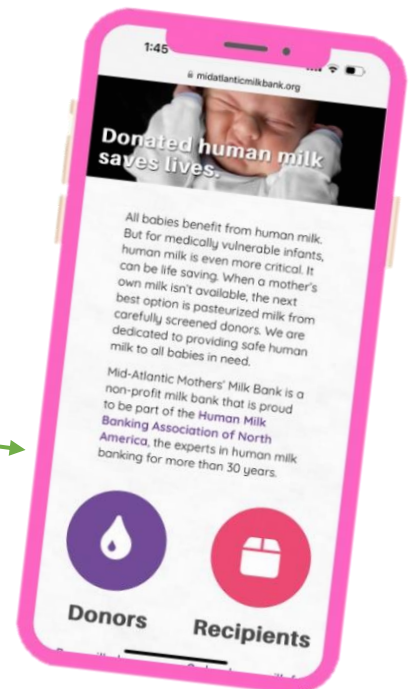 1:45
midatlanticmilkbank.org
Donated human milk
saves lives.
All babies benefit from human milk.
But for medically vulnerable infants,
human milk is even more critical. It
can be life saving. When a mother's
own milk isn't available, the next
best option is pasteurized milk from
carefully screened donors. We are
dedicated to providing safe human
milk to all babies in need.
Mid-Atlantic Mothers' Milk Bank is a
non-profit milk bank that is proud
to be part of the Human Milk
Banking Association of North
America, the experts in human milk
banking for more than 30 years.
Donors
Recipients